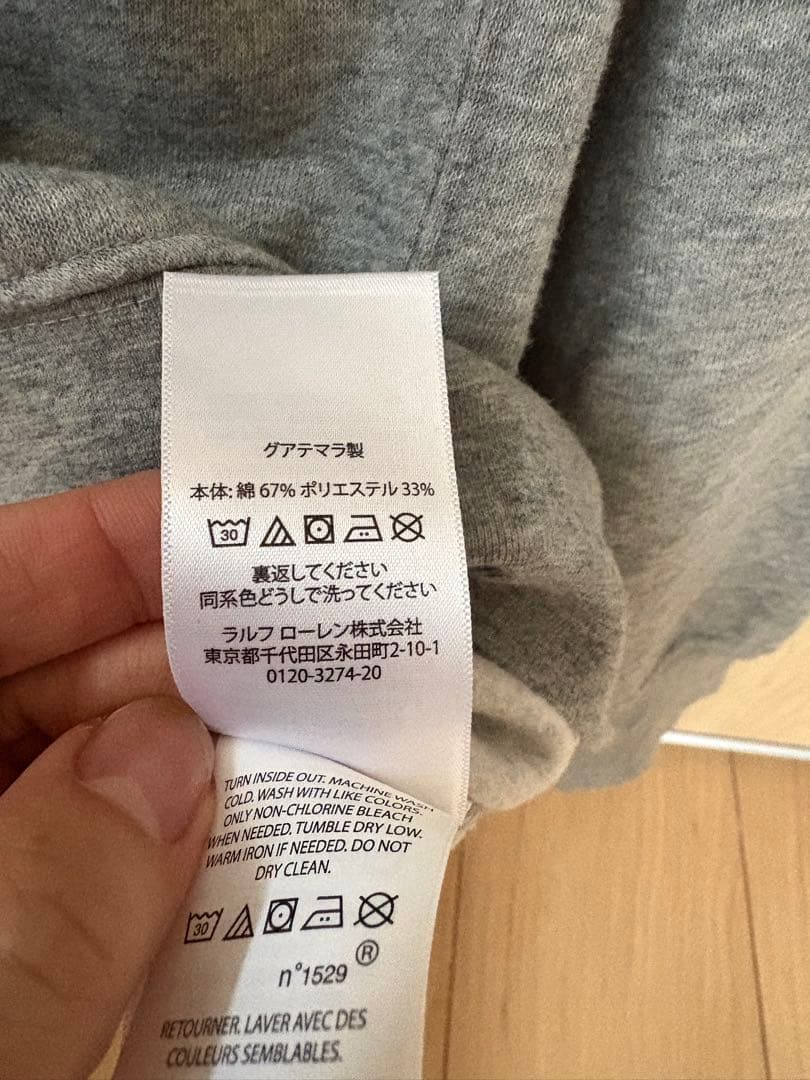 グアテマラ製
本体: 綿 67% ポリエステル 33%
30
裏返してください
同系色どうしで洗ってください
ラルフ ローレン株式会社
東京都千代田区永田町2-10-1
0120-3274-20
TURN INSIDE OUT. MACHINE WASH
COLD. WASH WITH LIKE COLORS.
ONLY NON-CHLORINE BLEACH
WHEN NEEDED. TUMBLE DRY LOW.
WARM IRON IF NEEDED. DO NOT
DRY CLEAN.
30
n°1529 ®
RETOURNER. LAVER AVEC DES
COULEURS SEMBLABLES.